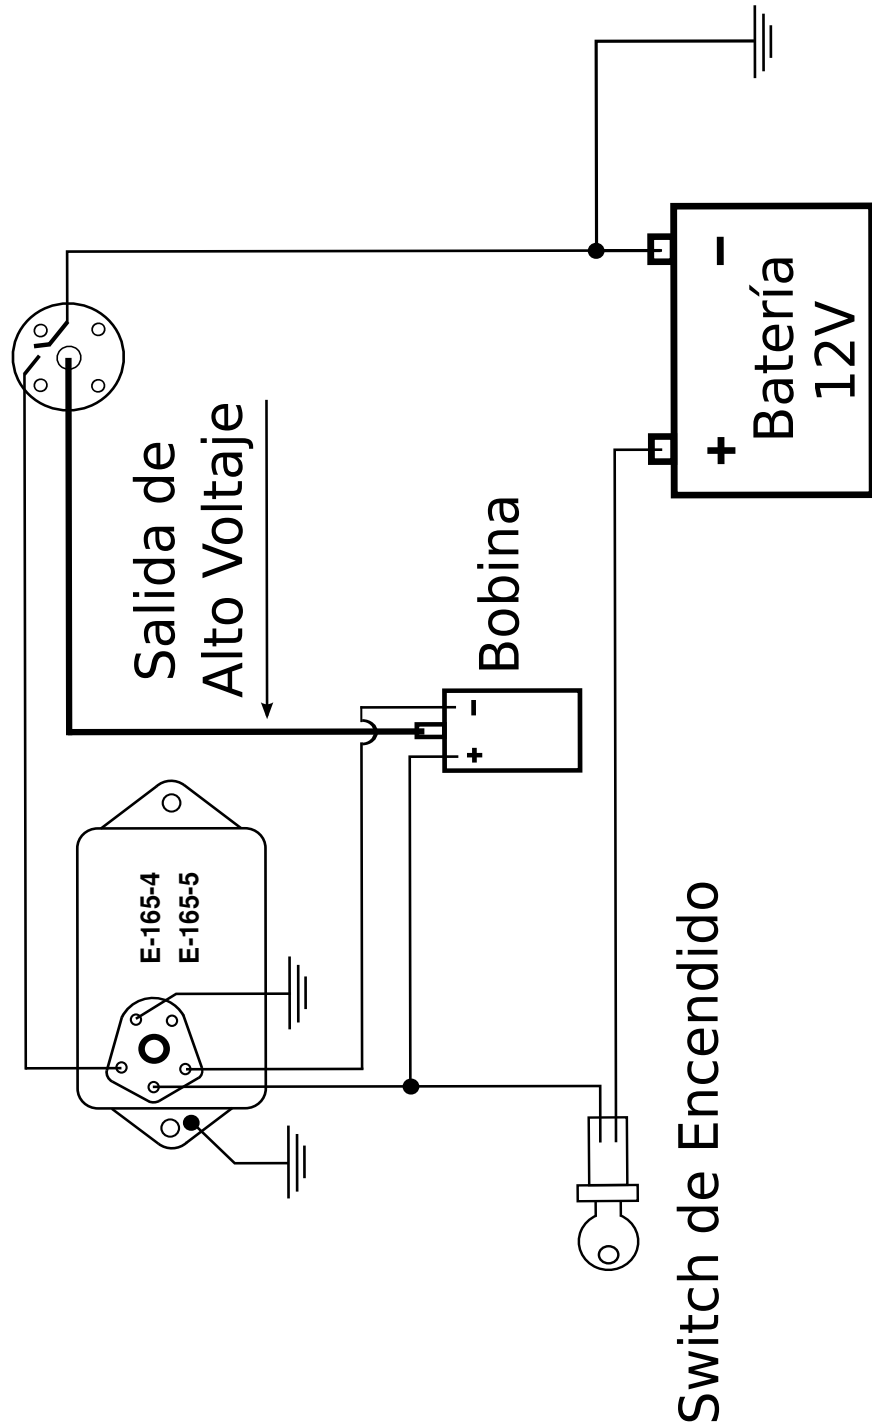 Salida de
Alto Voltaje
E-165-4
E-165-5
Bobina
+
-
Batería
12V
+
-
Switch de Encendido